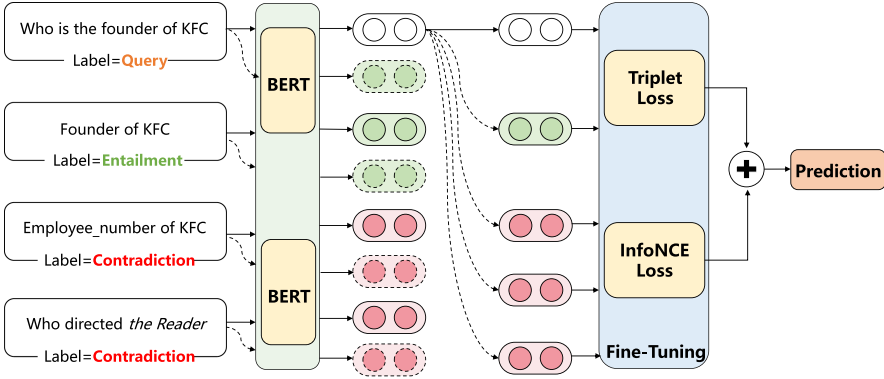 Who is the founder of KFC
Label=Query
Founder of KFC
Label=Entailment
Employee_number of KFC
Label=Contradiction
Who directed the Reader
Label=Contradiction
BERT
BERT
Triplet
Loss
InfoNCE
Loss
Fine-Tuning
Prediction